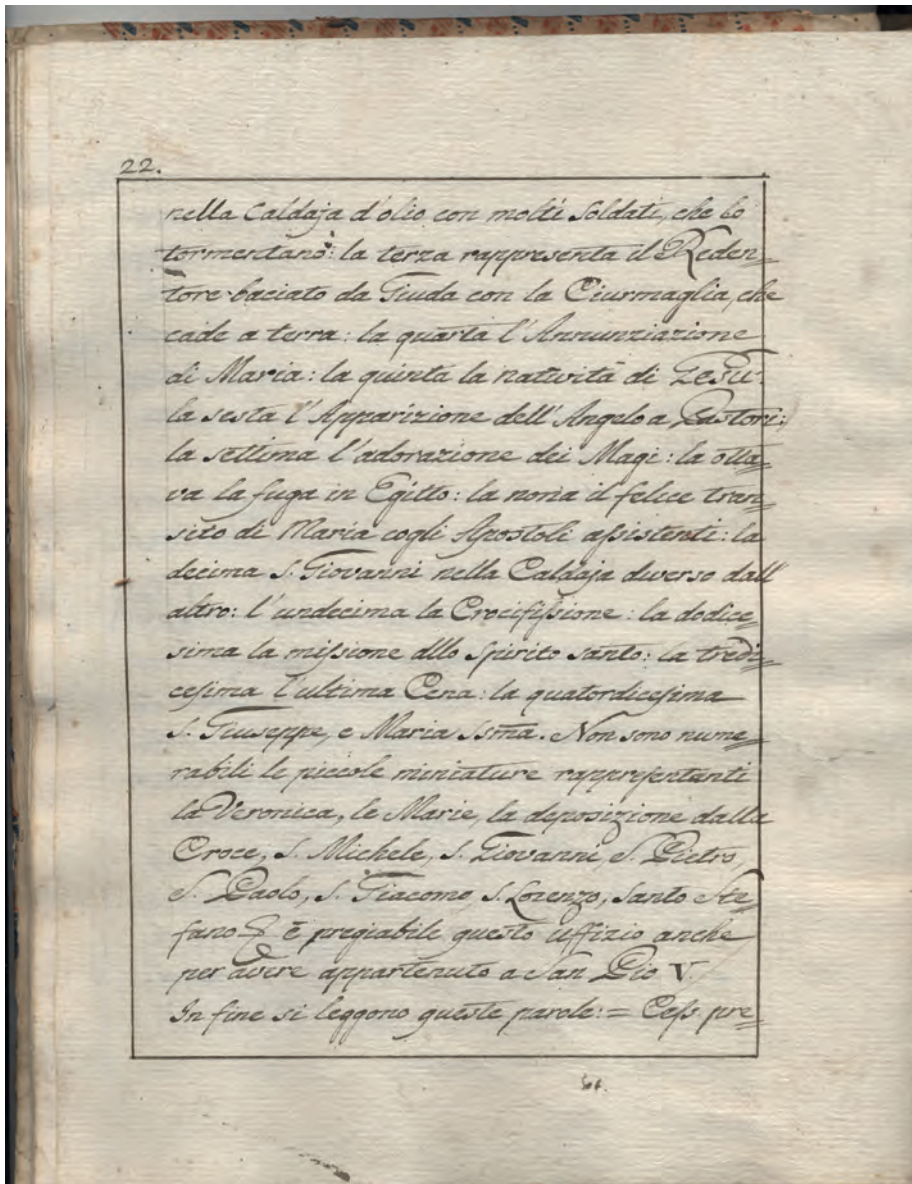 22.
nella Caldaja d'olio con molti Soldati, che lo
tormentano: la terza rappresenta il Reden=
tore baciato da Giuda con la Ciurmaglia, che
cade a terra: la quarta l'Annunziazione
di Maria: la quinta la natività di Gesù:
la sesta l'Apparizione dell'Angelo a Pastori:
la settima l'adorazione dei Magi: la otta=
va la fuga in Egitto: la nona il felice tran=
sito di Maria cogli Apostoli assistenti: la
decima S. Giovanni nella Caldaja diverso dall'
altro: l'undecima la Crocifissione: la dodice=
sima la missione dllo Spirito santo: la tredi=
cesima l'ultima Cena: la quatordicesima
S. Giuseppe, e Maria Ssma. Non sono nume=
rabili le piccole miniature rappresentanti
la Veronica, le Marie, la deposizione dalla
Croce, S. Michele, S. Giovanni, S. Pietro,
S. Paolo, S. Giacomo, S. Lorenzo, Santo Ste=
fano è pregiabile questo uffizio anche
per avere appartenuto a San Pio V.
In fine si leggono queste parole: = Cess. pre=